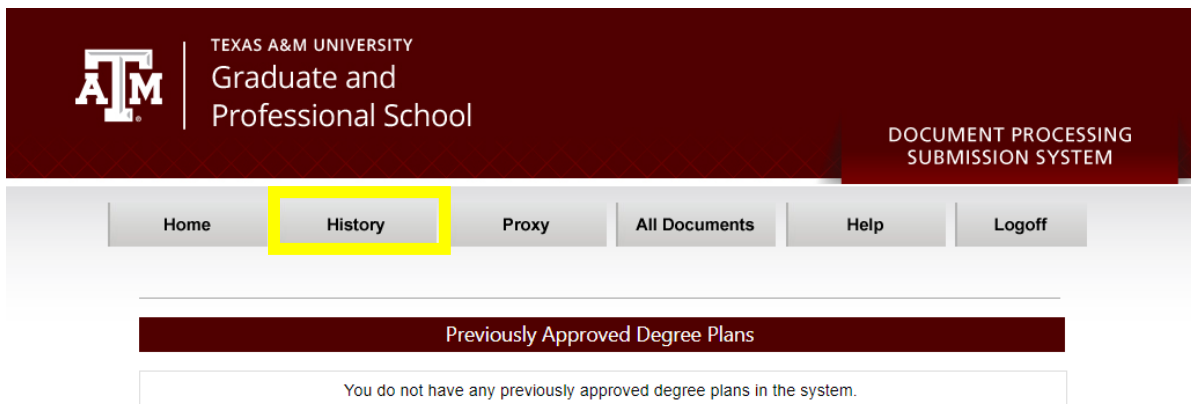 ATM
TEXAS A&M UNIVERSITY
Graduate and
Professional School
DOCUMENT PROCESSING
SUBMISSION SYSTEM
Home History Proxy All Documents Help Logoff
Previously Approved Degree Plans
You do not have any previously approved degree plans in the system.